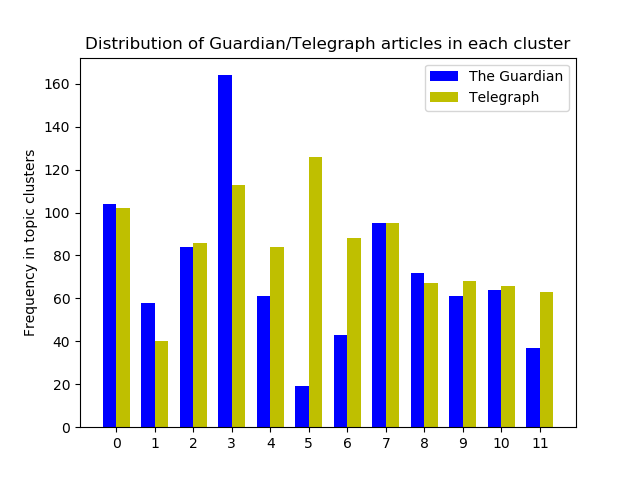 Distribution of Guardian/Telegraph articles in each cluster
The Guardian
Telegraph
Frequency in topic clusters
160
140
120
100
80
60
40
20
0
0 1 2 3 4 5 6 7 8 9 10 11